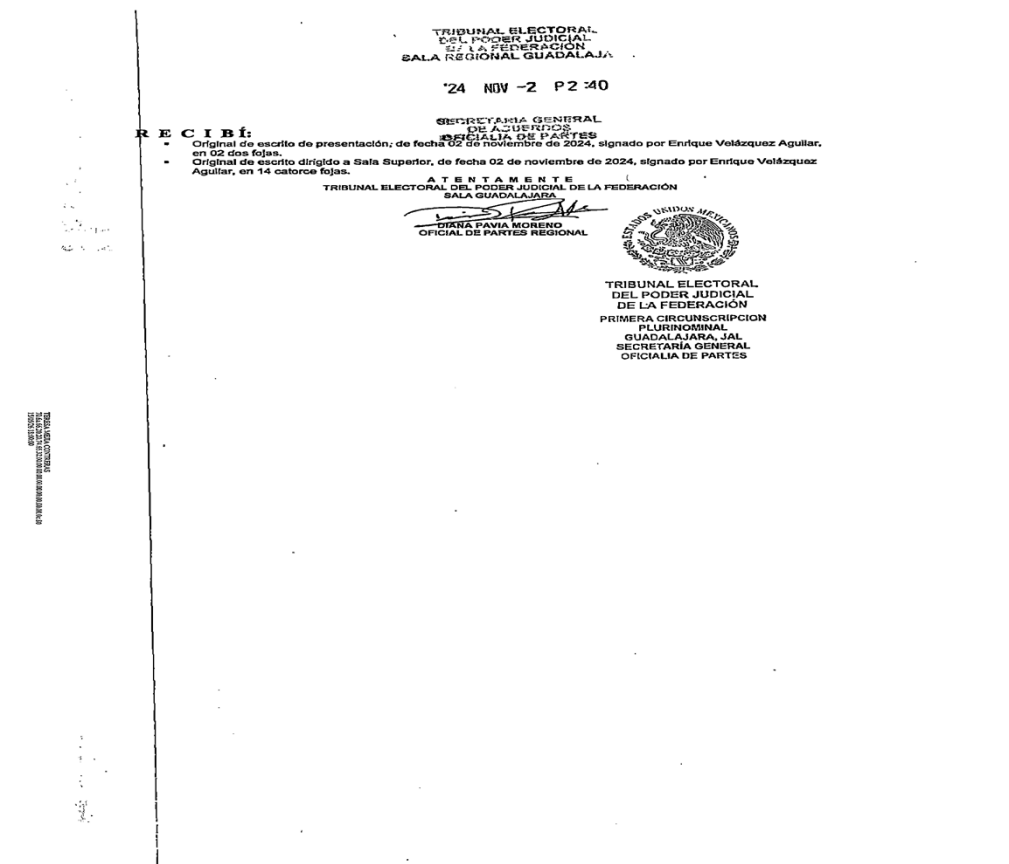 TRIBUNAL ELECTORAL
DEL PODER JUDICIAL
DE LA FEDERACIÓN
SALA REGIONAL GUADALAJA
'24 NOV -2 P2:40
SECRETARIA GENERAL
DE ACUERDOS
OFICIALIA DE PARTES
RECIBÍ:
• Original de escrito de presentación; de fecha 02 de noviembre de 2024, signado por Enrique Velázquez Aguilar,
en 02 dos fojas.
• Original de escrito dirigido a Sala Superior, de fecha 02 de noviembre de 2024, signado por Enrique Velázquez
Aguilar, en 14 catorce fojas.
ATENTAMENTE
TRIBUNAL ELECTORAL DEL PODER JUDICIAL DE LA FEDERACIÓN
SALA GUADALAJARA
DIANA PAVIA MORENO
OFICIAL DE PARTES REGIONAL
ESTADOS UNIDOS MEXICANOS
TRIBUNAL ELECTORAL
DEL PODER JUDICIAL
DE LA FEDERACIÓN
PRIMERA CIRCUNSCRIPCION
PLURINOMINAL
GUADALAJARA, JAL
SECRETARÍA GENERAL
OFICIALIA DE PARTES
TERESA MEJIA CONTRERAS